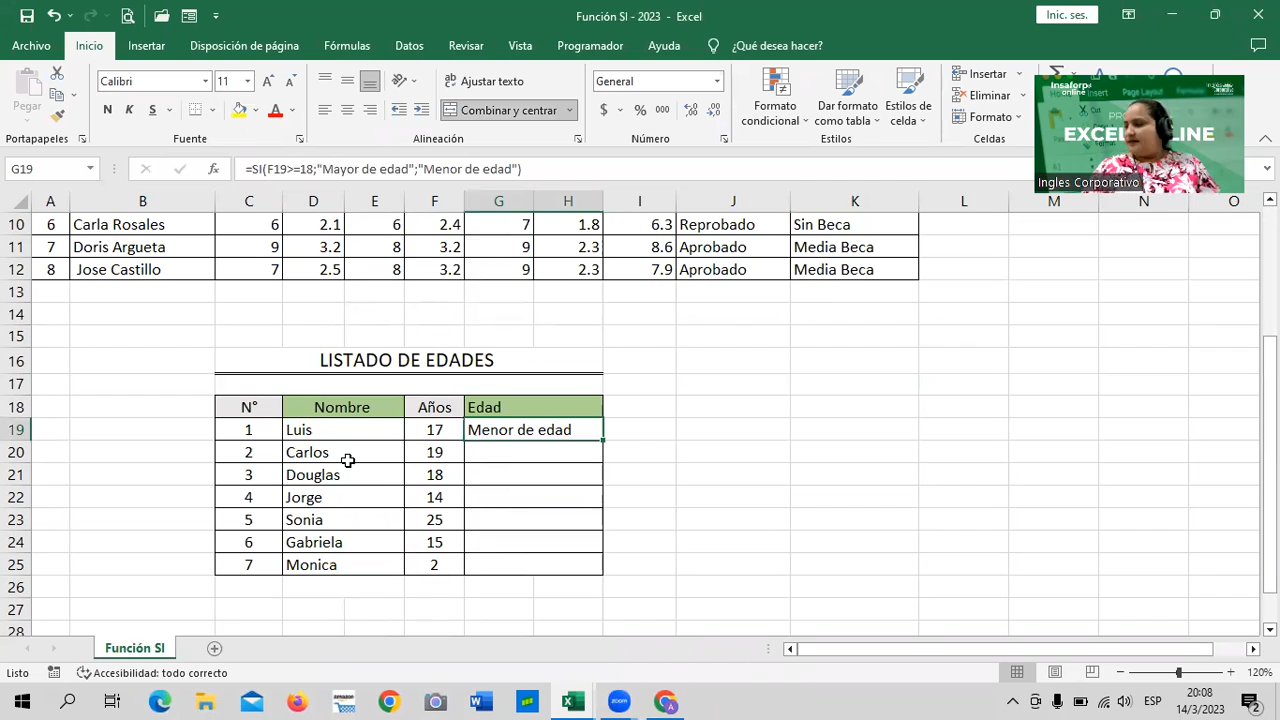 Función SI - 2023 - Excel
Inic. ses.
Archivo Inicio Insertar Disposición de página Fórmulas Datos Revisar Vista Programador Ayuda ¿Qué desea hacer?
Pegar
Calibri 11
Ajustar texto
General
Insertar
N K S
Combinar y centrar
$ % 000
Eliminar
Formato condicional
Dar formato como tabla
Estilos de celda
Formato
Portapapeles Fuente Alineación Número Estilos Celdas
Insaforp online
Insert Page Layout
EXCEL ONLINE
Ingles Corporativo
G19 =SI(F19>=18;"Mayor de edad";"Menor de edad")
A B C D E F G H I J K L M N O
10 6 Carla Rosales 6 2.1 6 2.4 7 1.8 6.3 Reprobado Sin Beca
11 7 Doris Argueta 9 3.2 8 3.2 9 2.3 8.6 Aprobado Media Beca
12 8 Jose Castillo 7 2.5 8 3.2 9 2.3 7.9 Aprobado Media Beca
13
14
15
16 LISTADO DE EDADES
17
18 N° Nombre Años Edad
19 1 Luis 17 Menor de edad
20 2 Carlos 19
21 3 Douglas 18
22 4 Jorge 14
23 5 Sonia 25
24 6 Gabriela 15
25 7 Monica 2
26
27
28
Función SI
Listo Accesibilidad: todo correcto 120%
ESP 20:08
14/3/2023